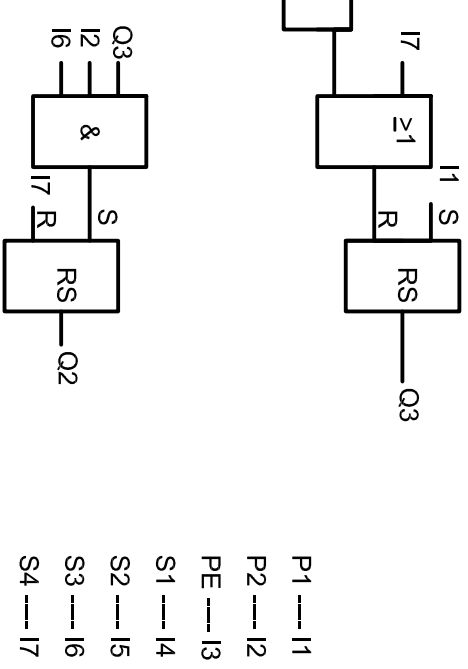 I1 S
I7
≥1
R
RS
Q3
Q3
I2
I6
&
S
I7 R
RS
Q2
P1 ---- I1
P2 ---- I2
PE ---- I3
S1 ---- I4
S2 ---- I5
S3 ---- I6
S4 ---- I7